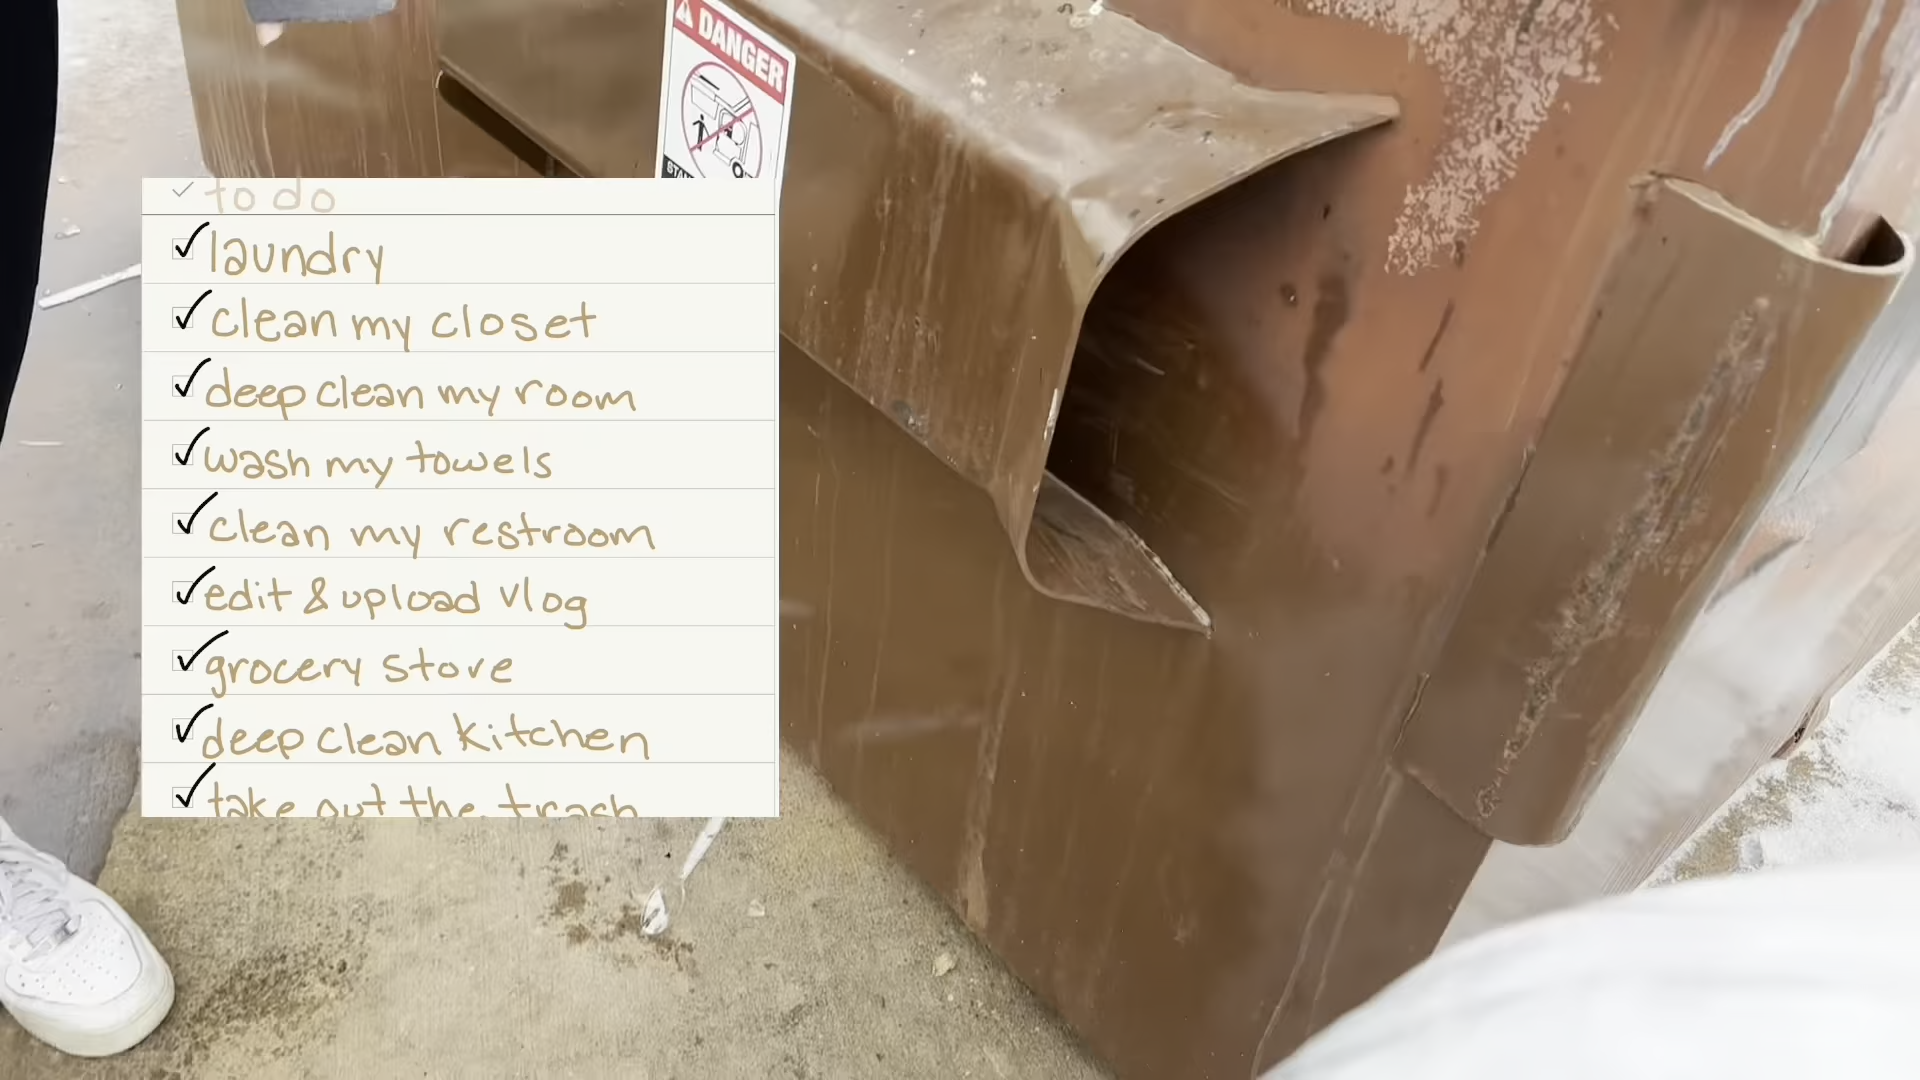 DANGER
to do
laundry
clean my closet
deep clean my room
wash my towels
clean my restroom
edit & upload vlog
grocery store
deep clean kitchen
take out the trash